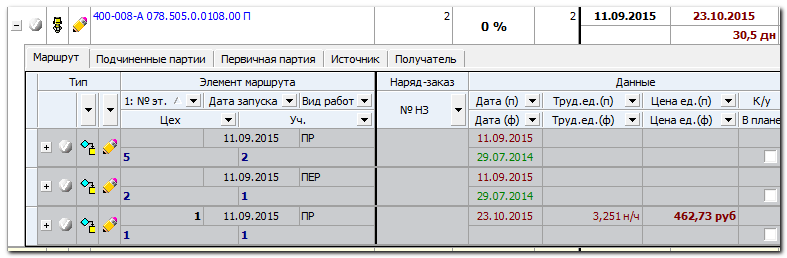 400-008-А 078.505.0.0108.00 П 2 0 % 2 11.09.2015 23.10.2015
30,5 дн
Маршрут Подчиненные партии Первичная партия Источник Получатель
Тип Элемент маршрута Наряд-заказ Данные
1: № эт. Дата запуска Вид работ № НЗ Дата (п) Труд.ед.(п) Цена ед.(п) К/у
Цех Уч. Дата (ф) Труд.ед.(ф) Цена ед.(ф) В плане
11.09.2015 ПР 11.09.2015
5 2 29.07.2014
11.09.2015 ПЕР 11.09.2015
2 1 29.07.2014
1 11.09.2015 ПР 23.10.2015 3,251 н/ч 462,73 руб
1 1